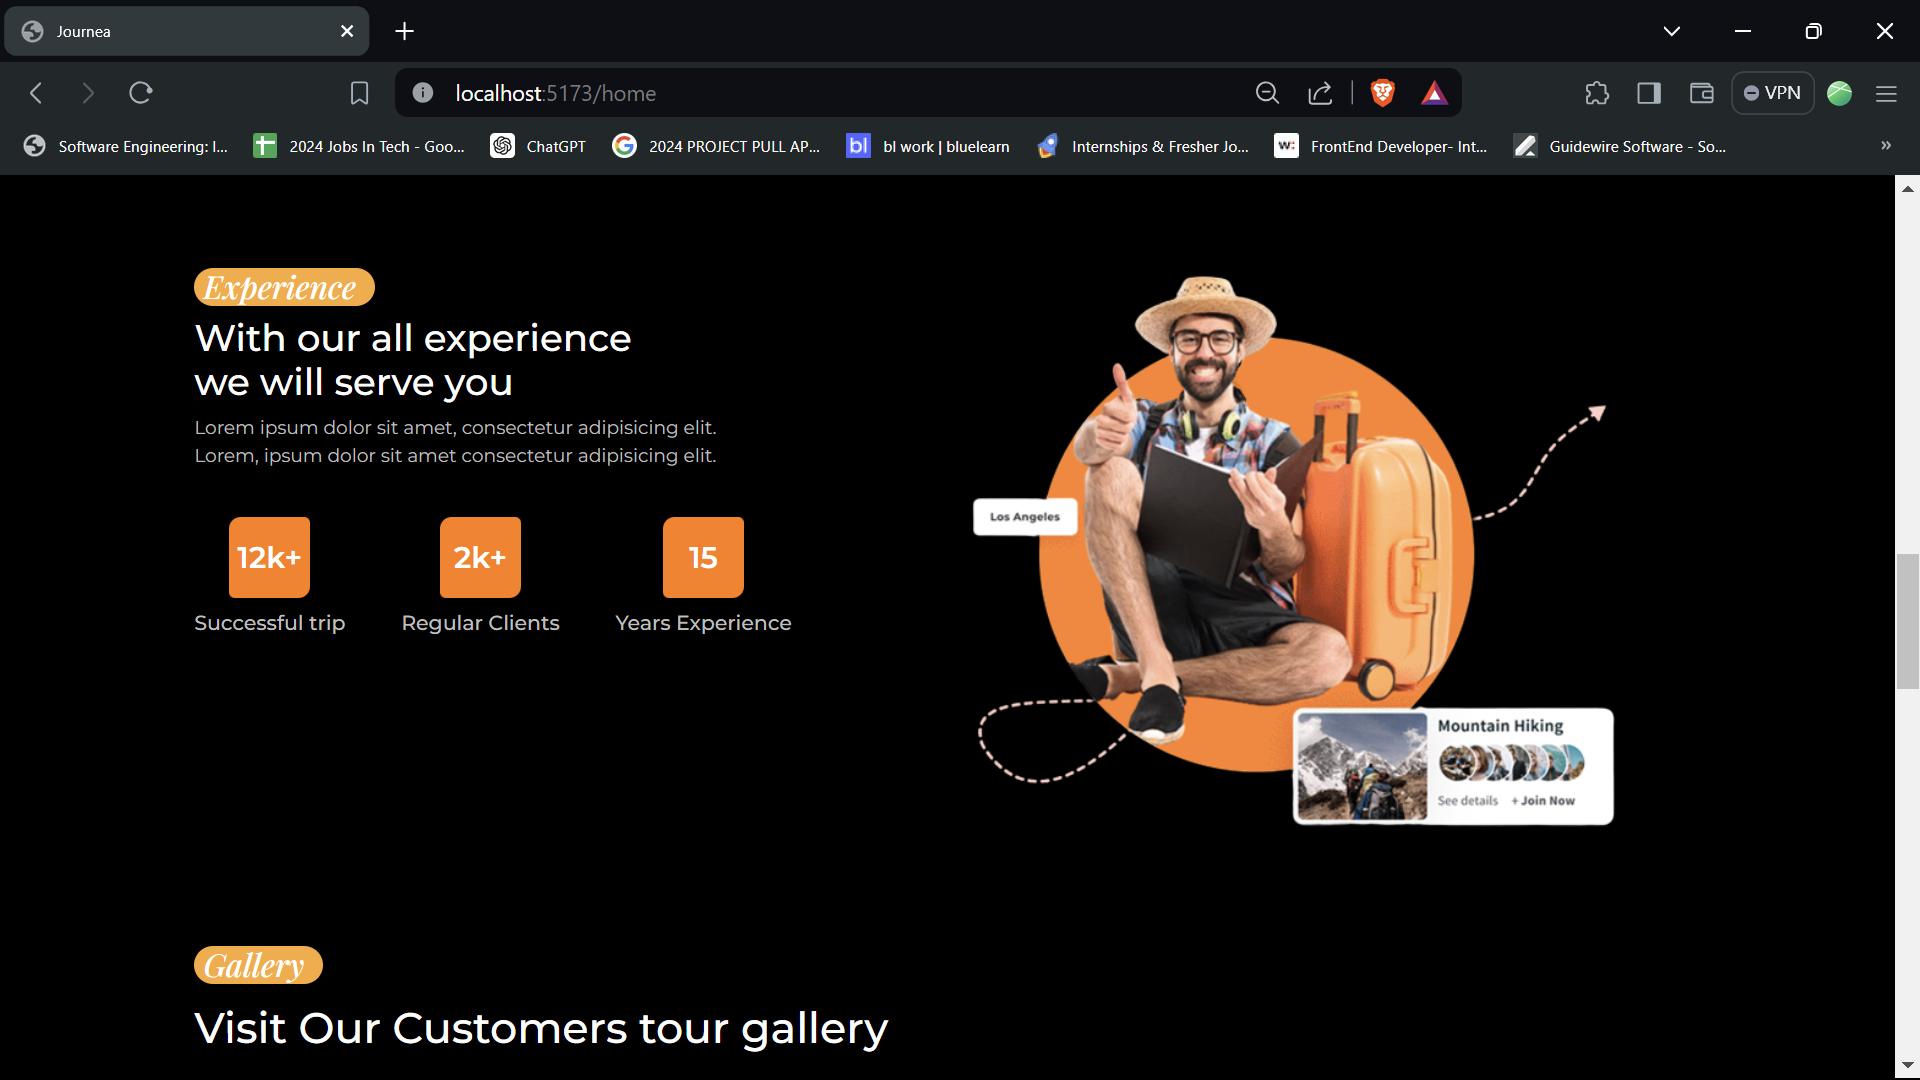 Journea
localhost:5173/home
VPN
Software Engineering: I...
2024 Jobs In Tech - Goo...
ChatGPT
2024 PROJECT PULL AP...
bl
bl work | bluelearn
Internships & Fresher Jo...
w:
FrontEnd Developer- Int...
Guidewire Software - So...
»
Experience
With our all experience
we will serve you
Lorem ipsum dolor sit amet, consectetur adipisicing elit.
Lorem, ipsum dolor sit amet consectetur adipisicing elit.
12k+
2k+
15
Successful trip
Regular Clients
Years Experience
Los Angeles
Mountain Hiking
See details + Join Now
Gallery
Visit Our Customers tour gallery